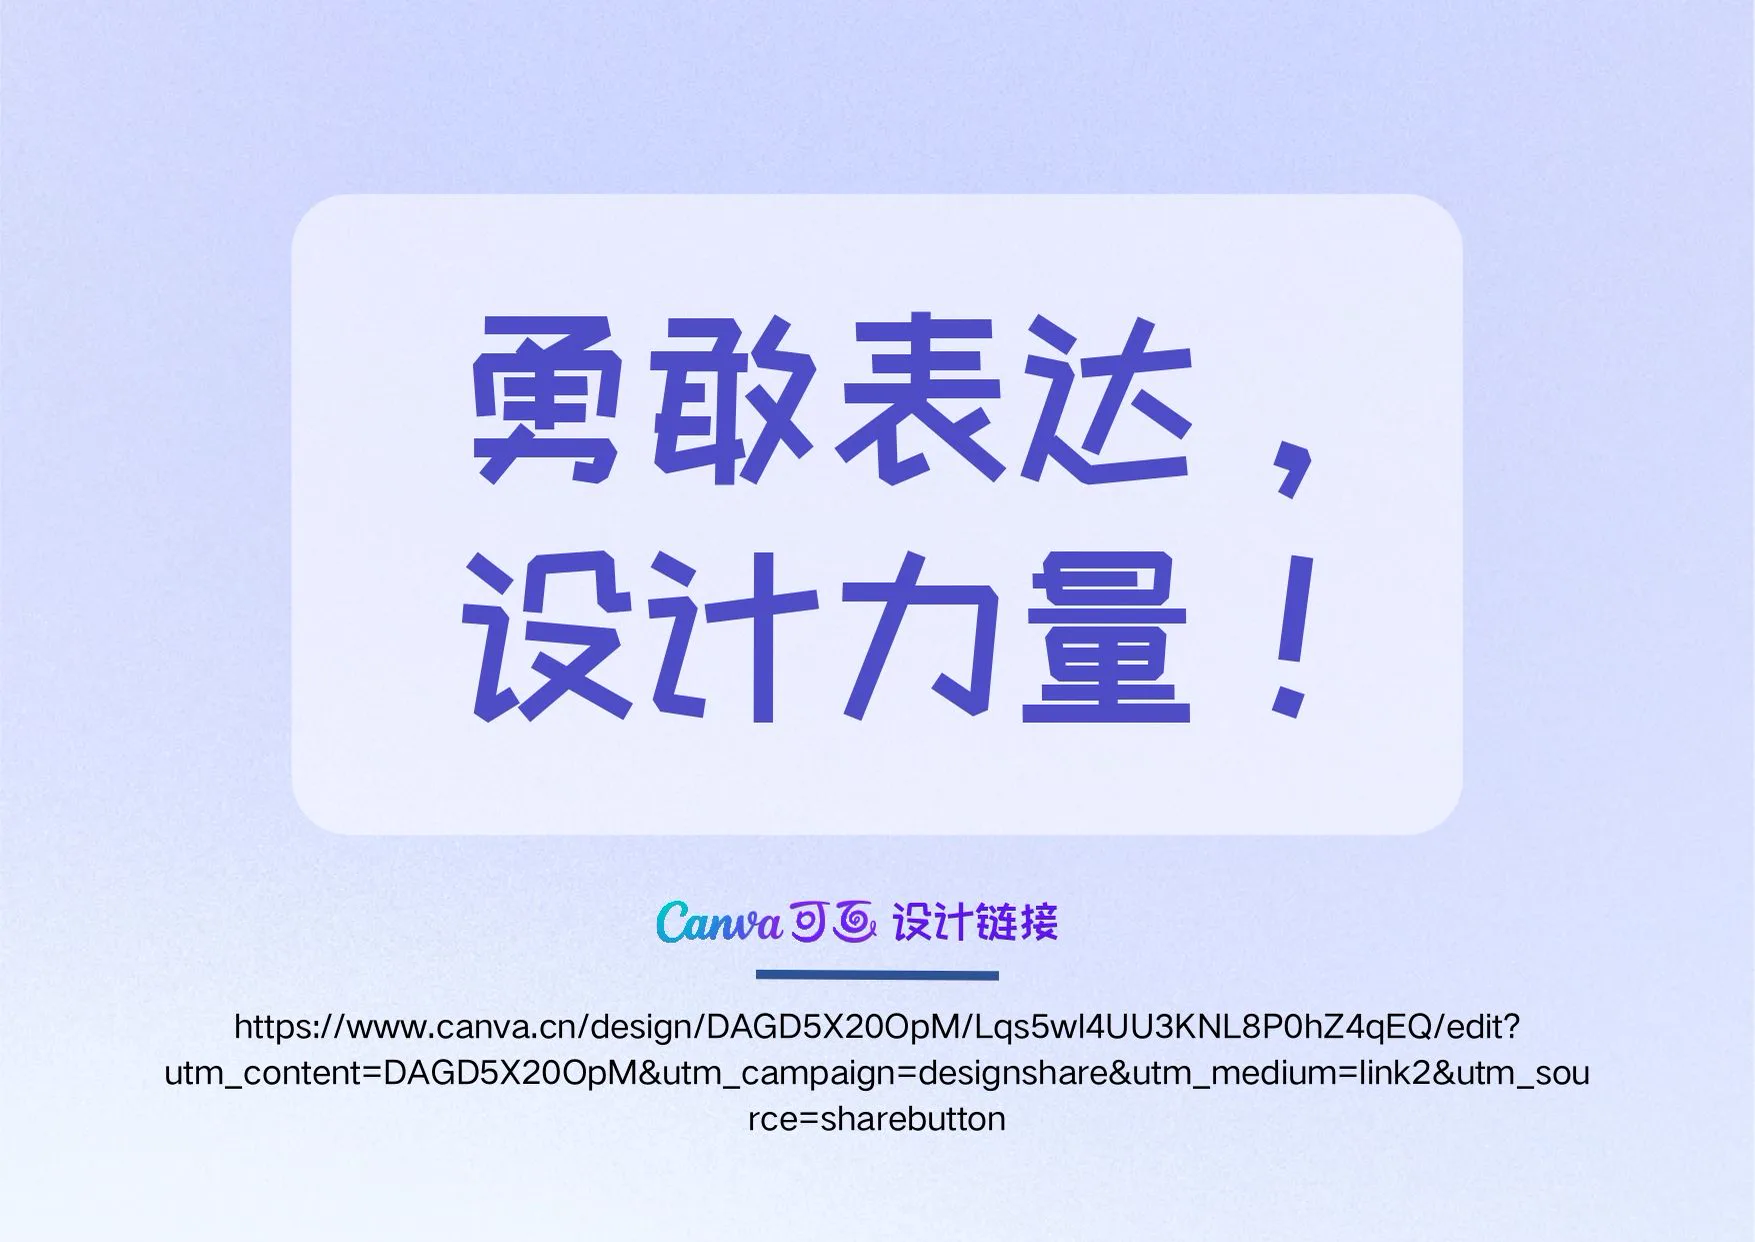 勇敢表达，
设计力量！
Canva可画 设计链接
https://www.canva.cn/design/DAGD5X20OpM/Lqs5wl4UU3KNL8P0hZ4qEQ/edit?
utm_content=DAGD5X20OpM&utm_campaign=designshare&utm_medium=link2&utm_sou
rce=sharebutton